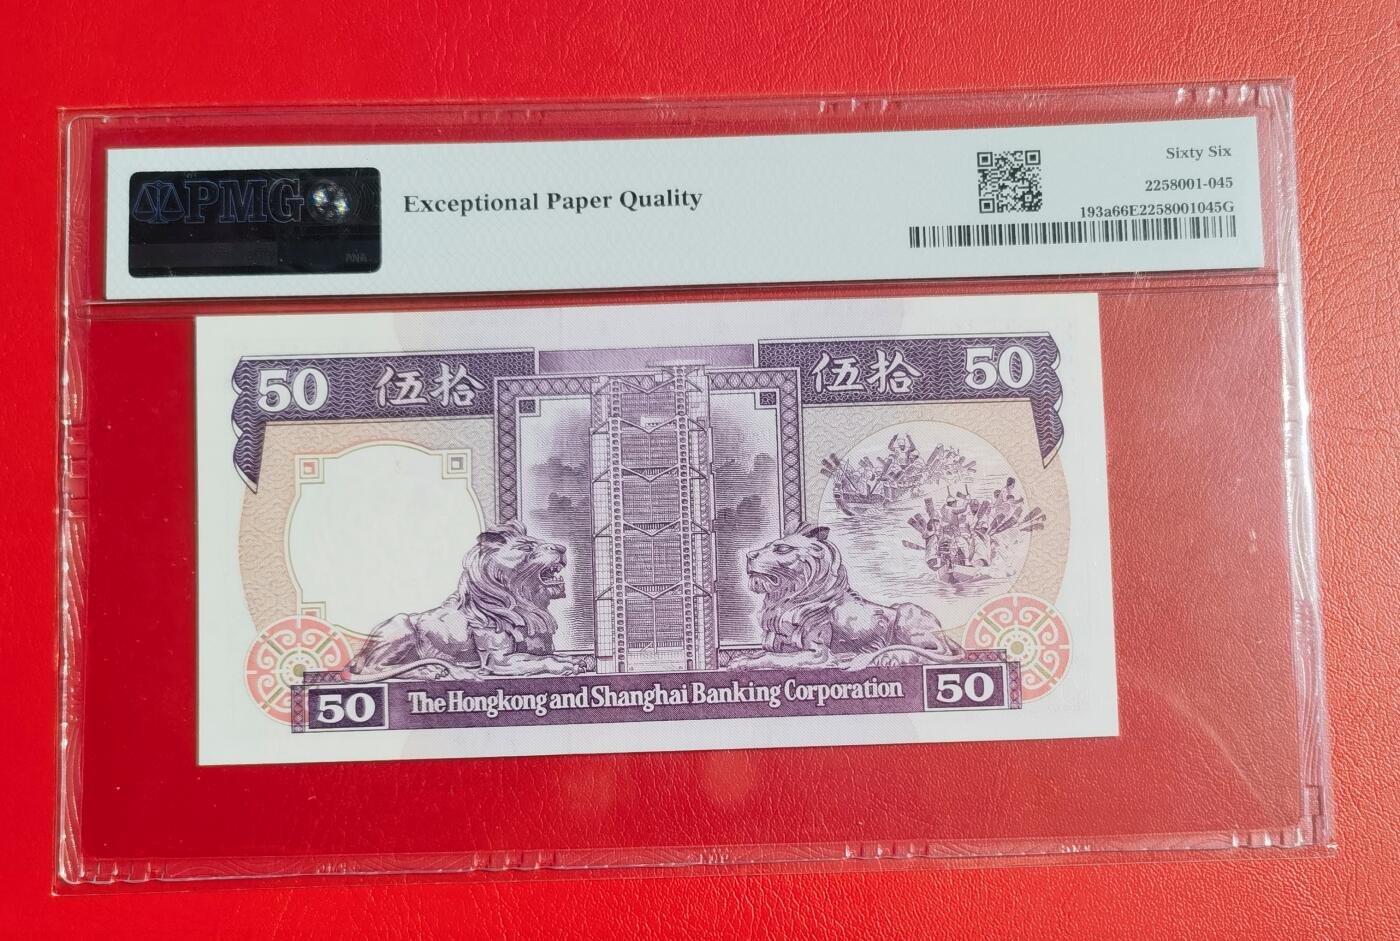 PMG
ANA
Exceptional Paper Quality
Sixty Six
2258001-045
193a66E2258001045G
50 伍拾
伍拾 50
50 The Hongkong and Shanghai Banking Corporation 50